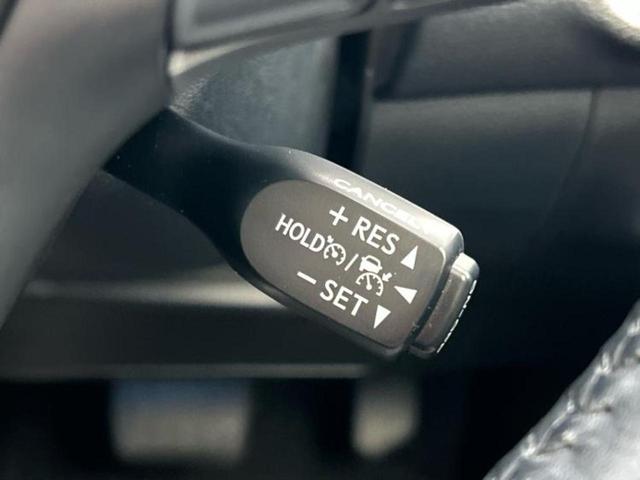 CANCEL
+ RES
HOLD /
− SET